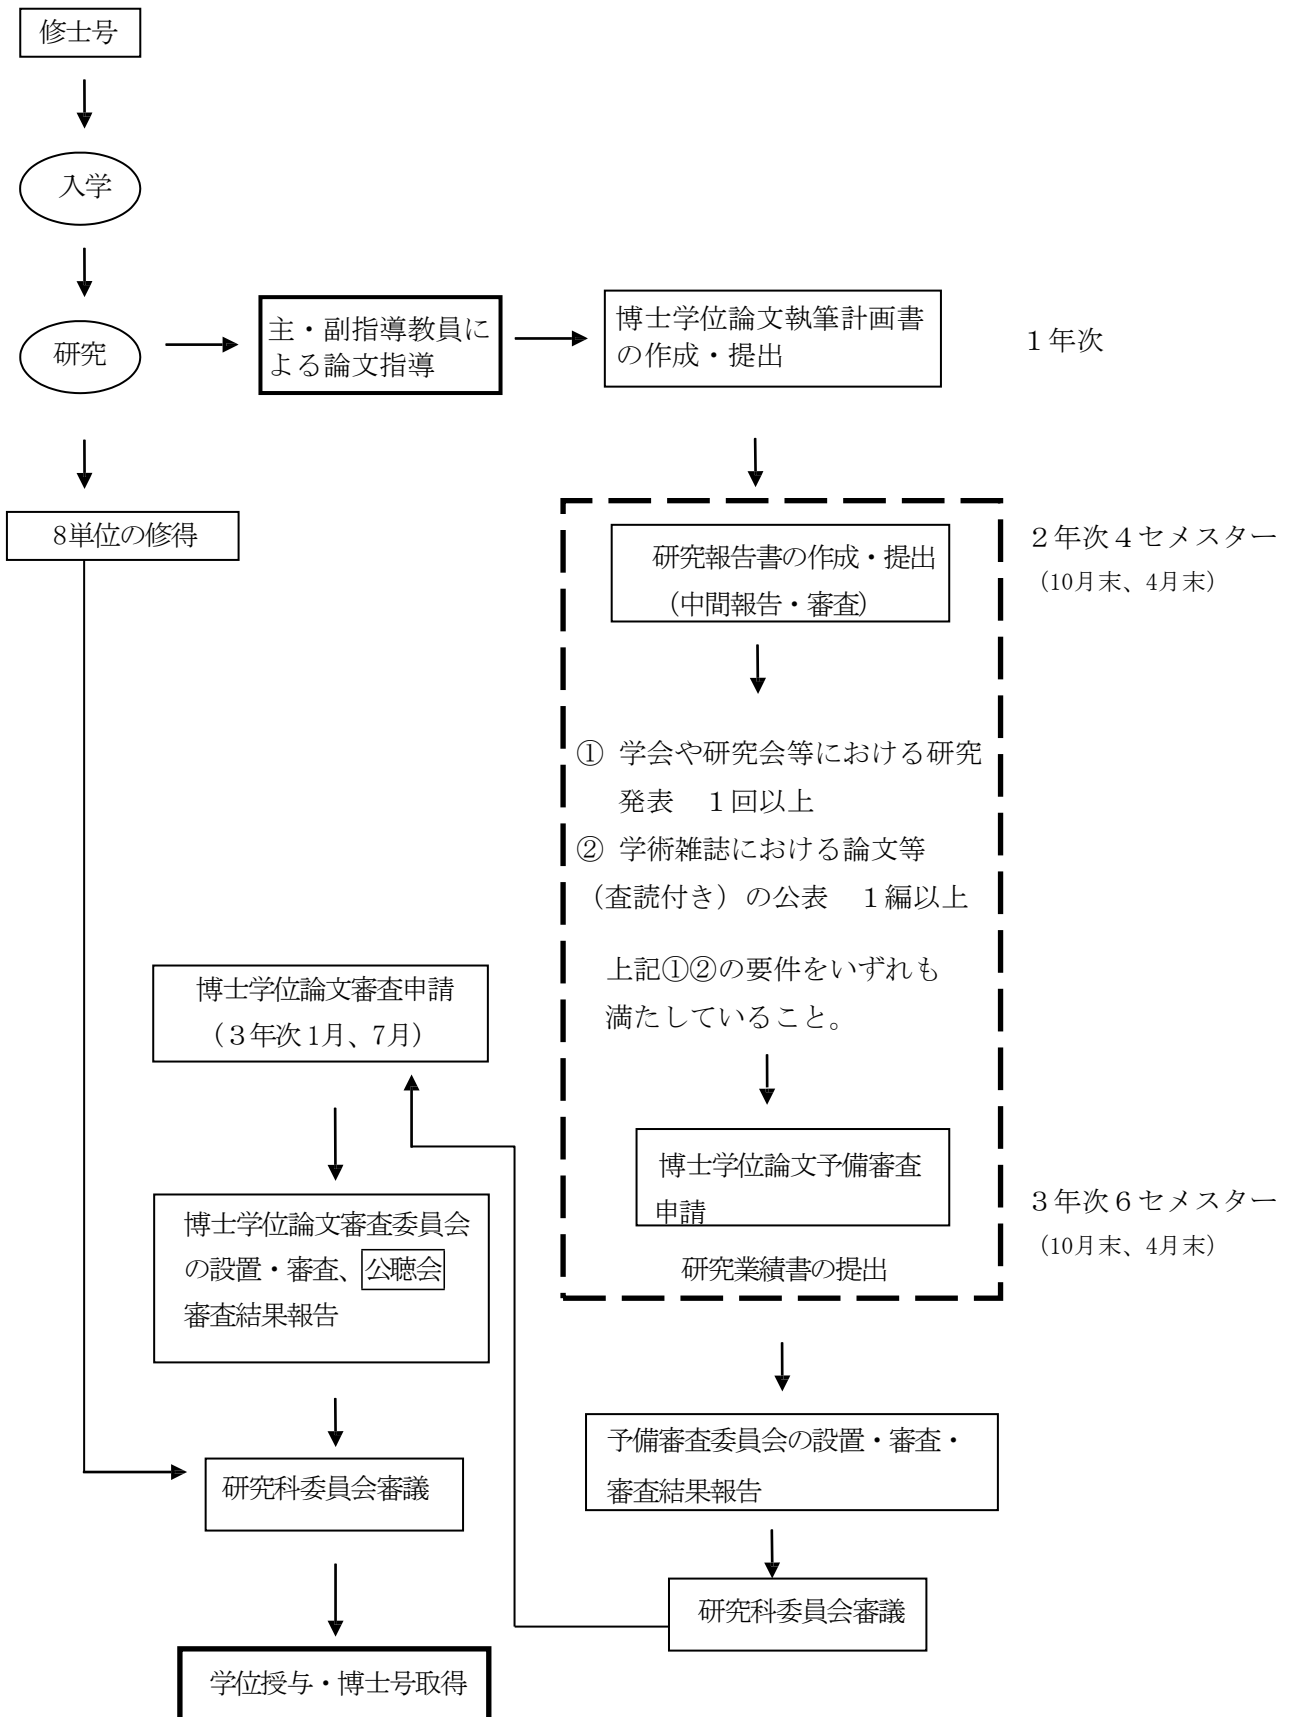 修士号
入学
研究
主・副指導教員に
よる論文指導
博士学位論文執筆計画書
の作成・提出
１年次
8単位の修得
研究報告書の作成・提出
（中間報告・審査）
２年次４セメスター
（10月末、4月末）
① 学会や研究会等における研究
発表　１回以上
② 学術雑誌における論文等
（査読付き）の公表　１編以上
上記①②の要件をいずれも
満たしていること。
博士学位論文予備審査
申請
研究業績書の提出
３年次６セメスター
（10月末、4月末）
予備審査委員会の設置・審査・
審査結果報告
研究科委員会審議
博士学位論文審査申請
（３年次 1月、7月）
博士学位論文審査委員会
の設置・審査、公聴会
審査結果報告
研究科委員会審議
学位授与・博士号取得